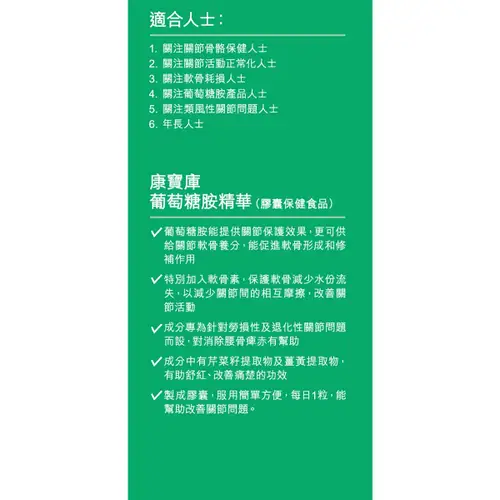 適合人士：
1. 關注關節骨骼保健人士
2. 關注關節活動正常化人士
3. 關注軟骨耗損人士
4. 關注葡萄糖胺產品人士
5. 關注類風性關節問題人士
6. 年長人士
康寶庫
葡萄糖胺精華（膠囊保健食品）
✓葡萄糖胺能提供關節保護效果，更可供
給關節軟骨養分，能促進軟骨形成和修
補作用
✓特別加入軟骨素，保護軟骨減少水份流
失，以減少關節間的相互摩擦，改善關
節活動
✓成分專為針對勞損性及退化性關節問題
而設，對消除腰骨痺赤有幫助
✓成分中有芹菜籽提取物及薑黃提取物，
有助舒紅、改善痛楚的功效
✓製成膠囊，服用簡單方便，每日1粒，能
幫助改善關節問題。